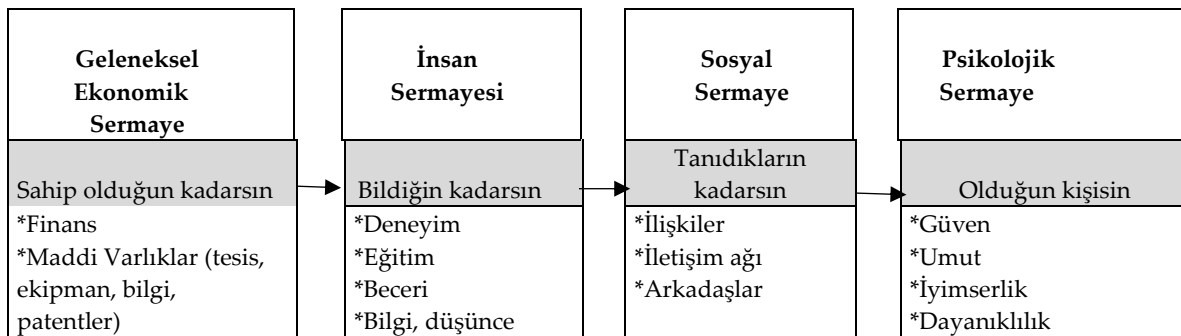 Geleneksel
Ekonomik
Sermaye
Sahip olduğun kadarsın
*Finans
*Maddi Varlıklar (tesis,
ekipman, bilgi,
patentler)
İnsan
Sermayesi
Bildiğin kadarsın
*Deneyim
*Eğitim
*Beceri
*Bilgi, düşünce
Sosyal
Sermaye
Tanıdıkların
kadarsın
*İlişkiler
*İletişim ağı
*Arkadaşlar
Psikolojik
Sermaye
Olduğun kişisin
*Güven
*Umut
*İyimserlik
*Dayanıklılık